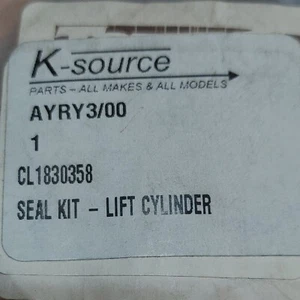 K-source
PARTS - ALL MAKES & ALL MODELS
AYRY3/00
1
CL1830358
SEAL KIT - LIFT CYLINDER